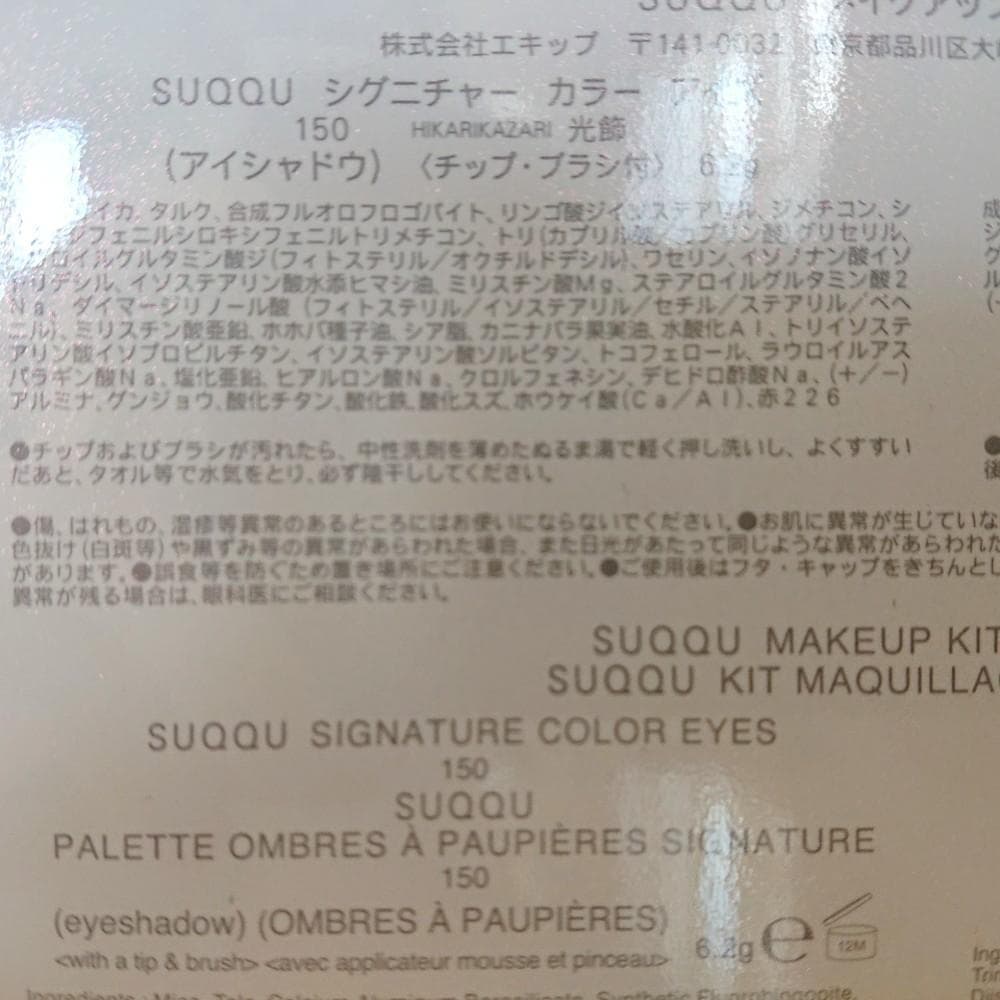 SUQQU メイクアップ
株式会社エキップ 〒141-0032 東京都品川区大
SUQQU シグニチャー カラー アイズ
150 HIKARIKAZARI 光飾
(アイシャドウ) 〈チップ・ブラシ付〉 6.2g
イカ、タルク、合成フルオロフロゴパイト、リンゴ酸ジイソステアリル、ジメチコン、シ
フェニルシロキシフェニルトリメチコン、トリ(カプリル酸/カプリン酸)グリセリル、
ロイルグルタミン酸ジ(フィトステリル/オクチルドデシル)、ワセリン、イソノナン酸イソ
トリデシル、イソステアリン酸水添ヒマシ油、ミリスチン酸Mg、ステアロイルグルタミン酸2
Na、ダイマージリノール酸(フィトステリル/イソステアリル/セチル/ステアリル/ベヘ
ニル)、ミリスチン酸亜鉛、ホホバ種子油、シア脂、カニナバラ果実油、水酸化Al、トリイソステ
アリン酸イソプロピルチタン、イソステアリン酸ソルビタン、トコフェロール、ラウロイルアス
パラギン酸Na、塩化亜鉛、ヒアルロン酸Na、クロルフェネシン、デヒドロ酢酸Na、(+/−)
アルミナ、グンジョウ、酸化チタン、酸化鉄、酸化スズ、ホウケイ酸(Ca/Al)、赤226
●チップおよびブラシが汚れたら、中性洗剤を薄めたぬるま湯で軽く押し洗いし、よくすすい
だあと、タオル等で水気をとり、必ず陰干ししてください。
●傷、はれもの、湿疹等異常のあるところにはお使いにならないでください。●お肌に異常が生じていな
色抜け(白斑等)や黒ずみ等の異常があらわれた場合、また日光があたって同じような異常があらわれた
があります。●誤食等を防ぐため置き場所にご注意ください。●ご使用後はフタ・キャップをきちんとし
異常が残る場合は、眼科医にご相談ください。
SUQQU MAKEUP KIT
SUQQU KIT MAQUILLA
SUQQU SIGNATURE COLOR EYES
150
SUQQU
PALETTE OMBRES À PAUPIÈRES SIGNATURE
150
(eyeshadow) (OMBRES À PAUPIÈRES)
<with a tip & brush> <avec applicateur mousse et pinceau> 6.2g ℮ 12M
Ingredients: Mica, Talc, Calcium Aluminum Borosilicate, Synthetic Fluorphlogopite,